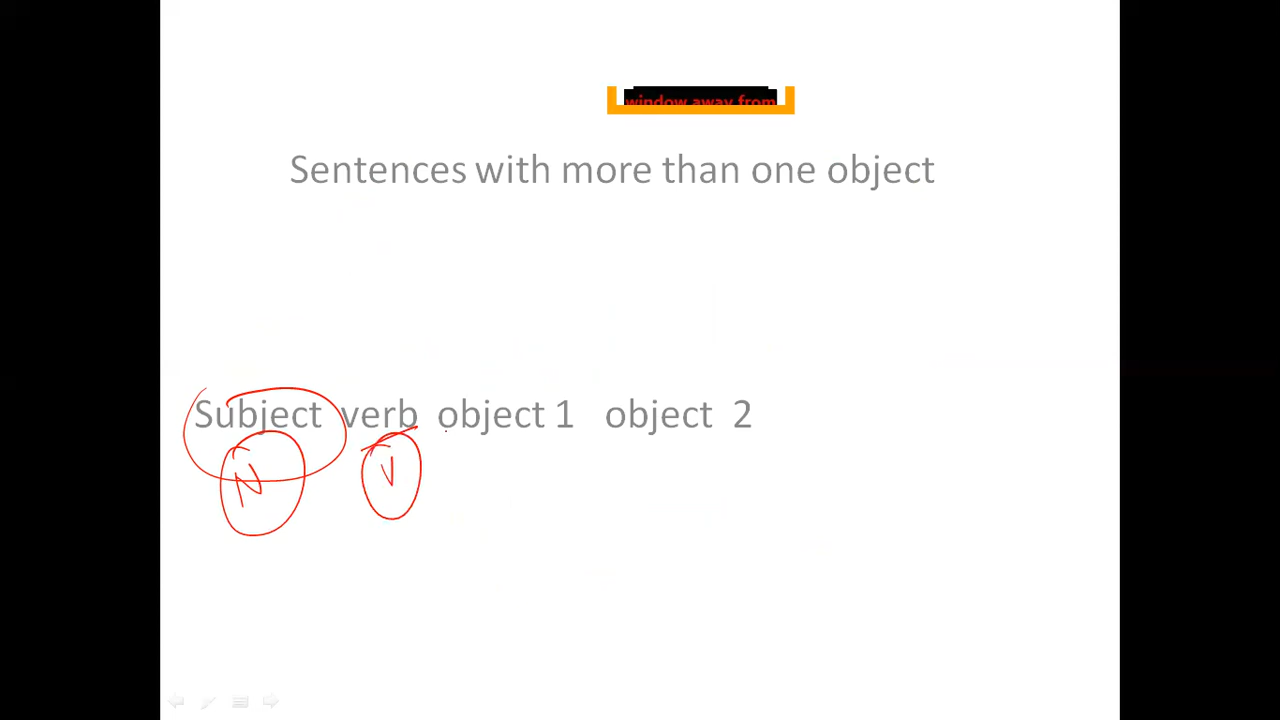 window away from
Sentences with more than one object
Subject verb object 1 object 2
N V